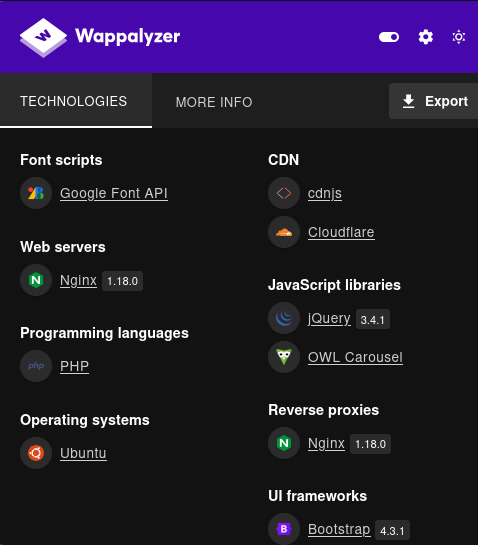 Wappalyzer
TECHNOLOGIES
MORE INFO
Export
Font scripts
Google Font API
Web servers
Nginx 1.18.0
Programming languages
php PHP
Operating systems
Ubuntu
CDN
cdnjs
Cloudflare
JavaScript libraries
jQuery 3.4.1
OWL Carousel
Reverse proxies
Nginx 1.18.0
UI frameworks
Bootstrap 4.3.1